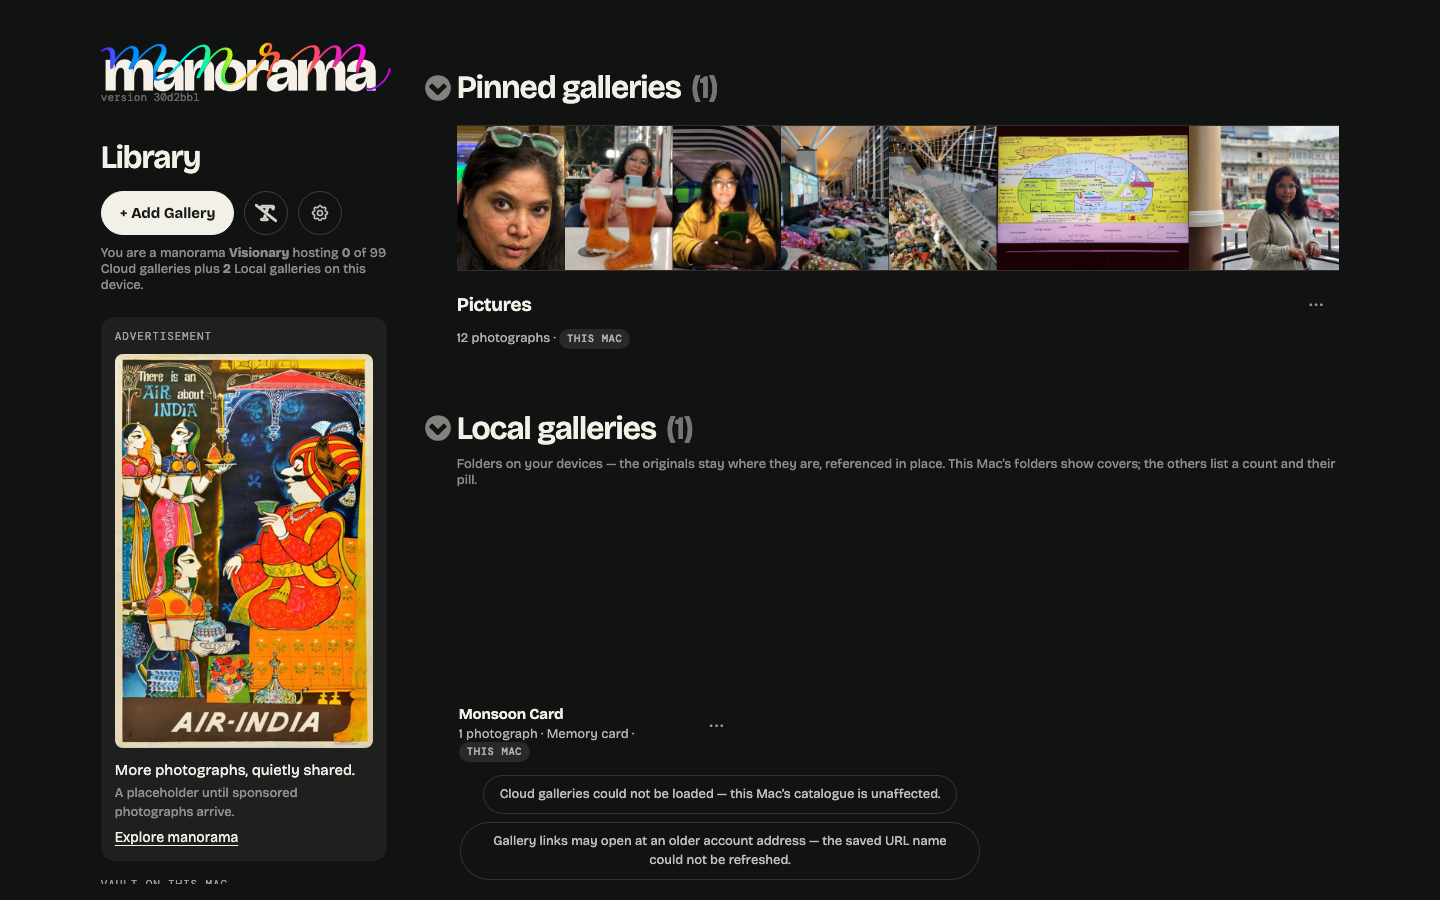 manorama
version 30d2bb1
Library
+ Add Gallery
You are a manorama Visionary hosting 0 of 99
Cloud galleries plus 2 Local galleries on this
device.
ADVERTISEMENT
There is an
AIR about
INDIA
AIR-INDIA
More photographs, quietly shared.
A placeholder until sponsored
photographs arrive.
Explore manorama
VAULT ON THIS MAC
Pinned galleries (1)
Pictures
12 photographs · THIS MAC
Local galleries (1)
Folders on your devices — the originals stay where they are, referenced in place. This Mac’s folders show covers; the others list a count and their
pill.
Monsoon Card
1 photograph · Memory card ·
THIS MAC
Cloud galleries could not be loaded — this Mac’s catalogue is unaffected.
Gallery links may open at an older account address — the saved URL name
could not be refreshed.